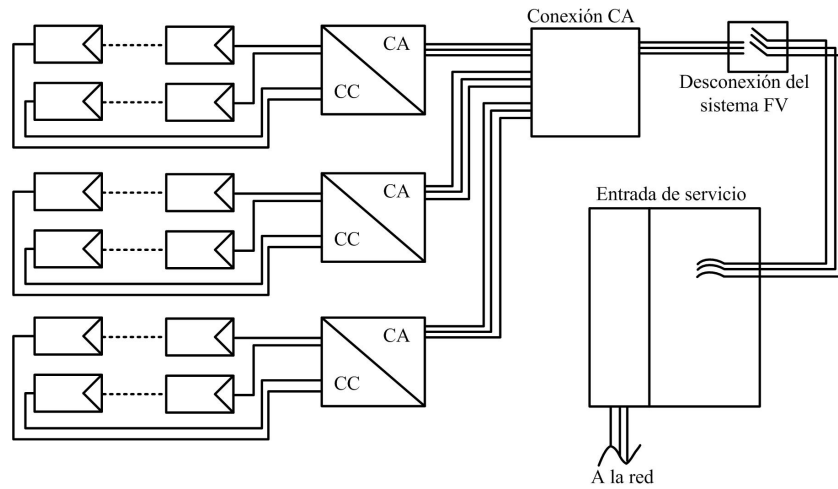 Conexión CA
CA
CC
Desconexión del
sistema FV
CA
CC
Entrada de servicio
CA
CC
A la red